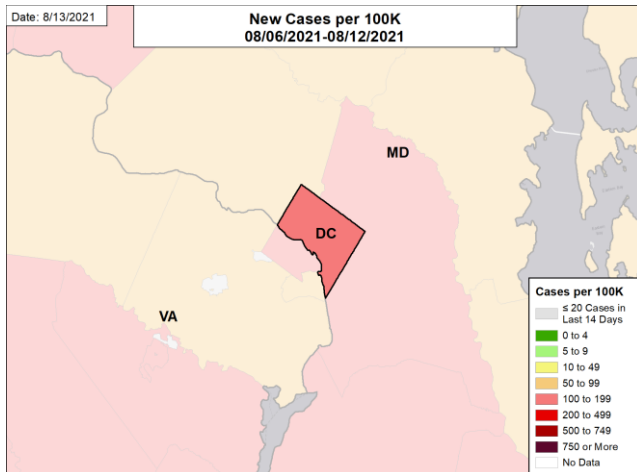 Date: 8/13/2021
New Cases per 100K
08/06/2021-08/12/2021
MD
DC
VA
Cases per 100K
≤ 20 Cases in
Last 14 Days
0 to 4
5 to 9
10 to 49
50 to 99
100 to 199
200 to 499
500 to 749
750 or More
No Data